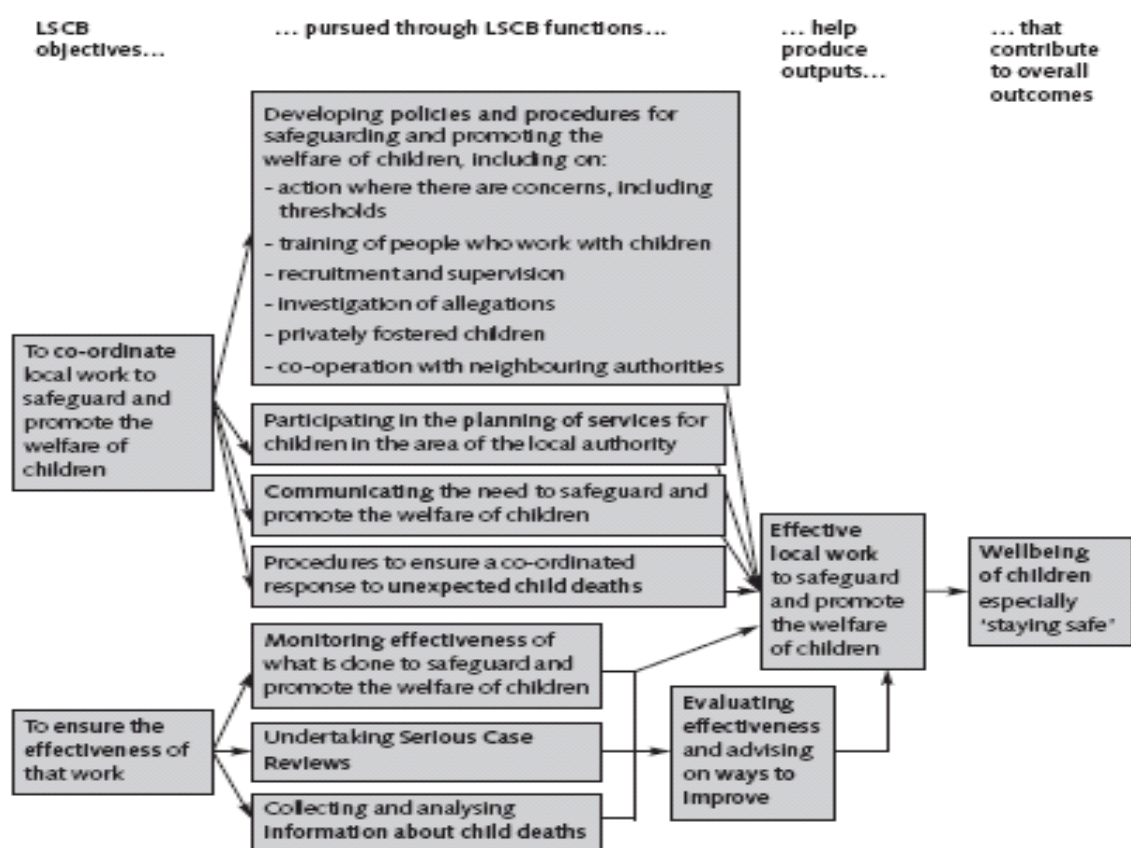 LSCB
objectives...
... pursued through LSCB functions...
... help
produce
outputs...
... that
contribute
to overall
outcomes
Developing policies and procedures for
safeguarding and promoting the
welfare of children, including on:
- action where there are concerns, including
thresholds
- training of people who work with children
- recruitment and supervision
- investigation of allegations
- privately fostered children
- co-operation with neighbouring authorities
To co-ordinate
local work to
safeguard and
promote the
welfare of
children
Participating in the planning of services for
children in the area of the local authority
Communicating the need to safeguard and
promote the welfare of children
Procedures to ensure a co-ordinated
response to unexpected child deaths
Effective
local work
to safeguard
and promote
the welfare
of children
Wellbeing
of children
especially
‘staying safe’
To ensure the
effectiveness of
that work
Monitoring effectiveness of
what is done to safeguard and
promote the welfare of children
Undertaking Serious Case
Reviews
Collecting and analysing
information about child deaths
Evaluating
effectiveness
and advising
on ways to
improve